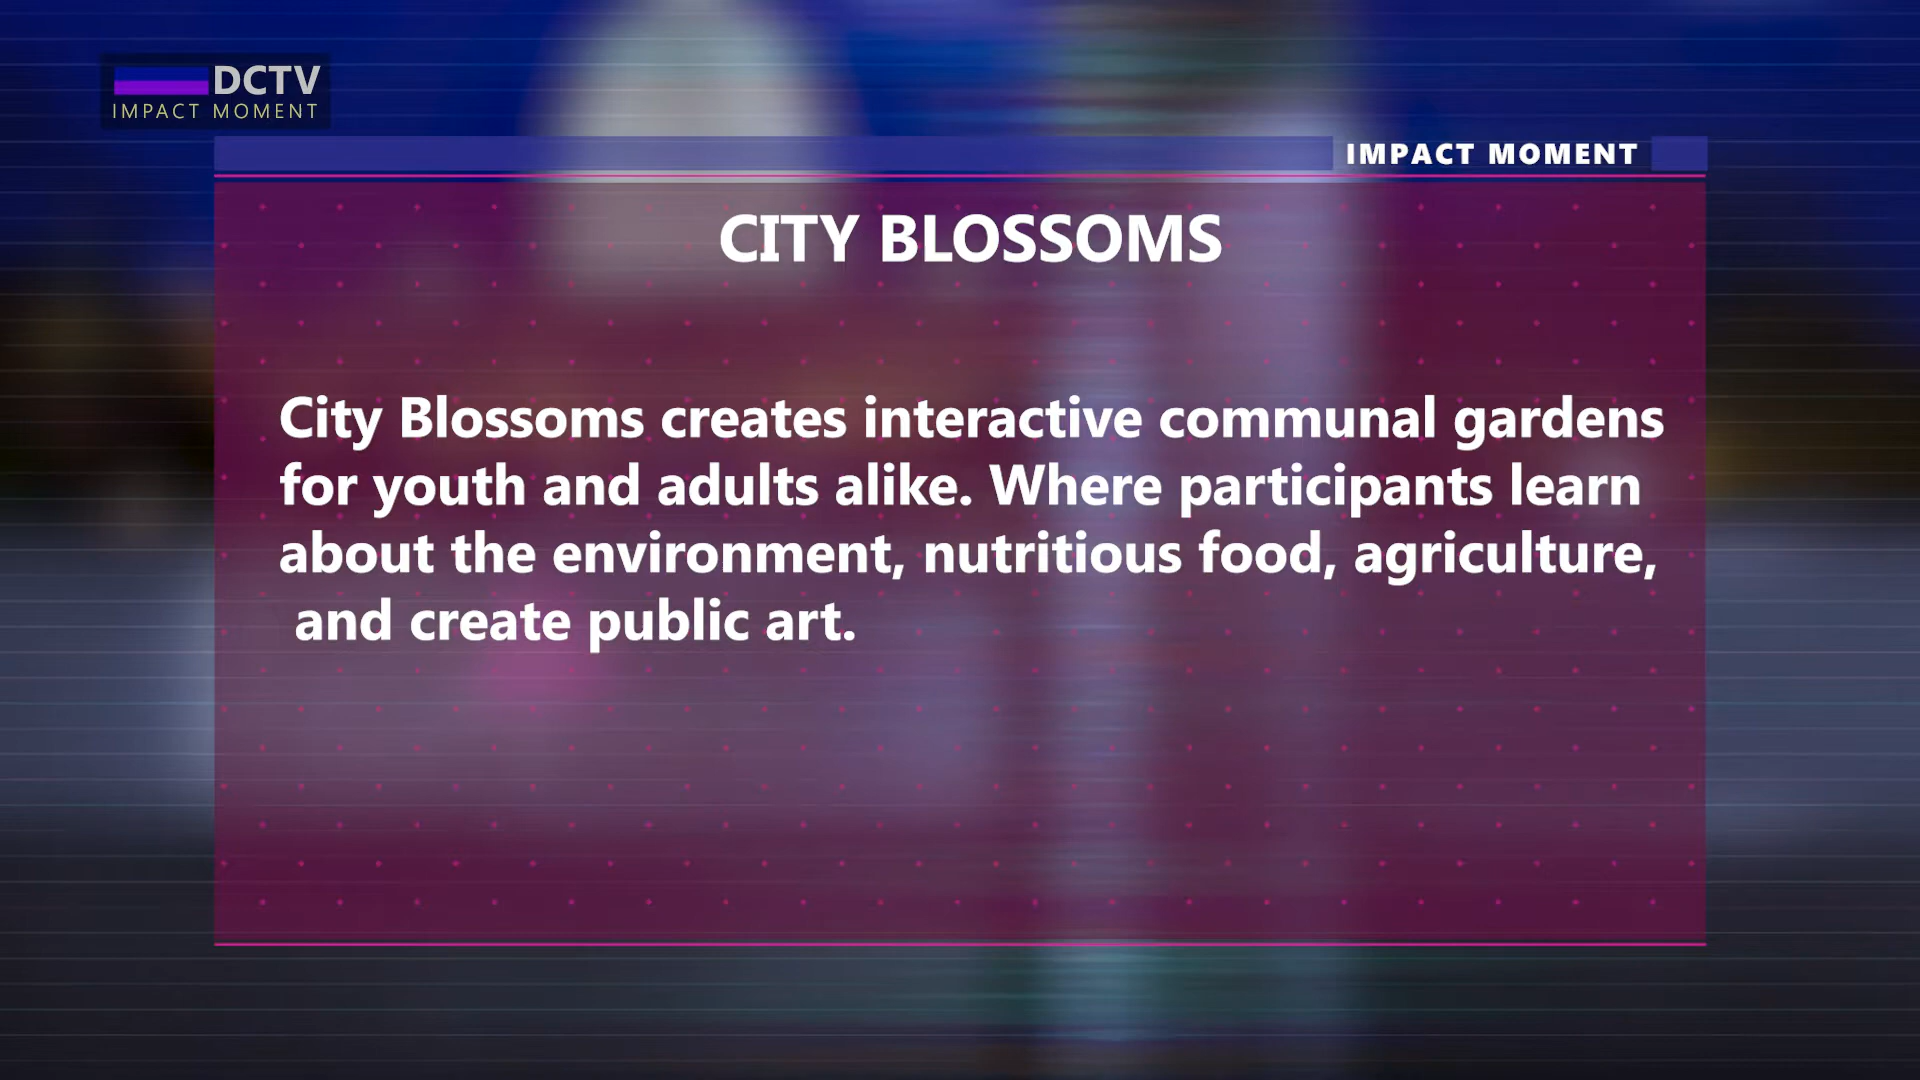 DCTV
IMPACT MOMENT
IMPACT MOMENT
CITY BLOSSOMS
City Blossoms creates interactive communal gardens
for youth and adults alike. Where participants learn
about the environment, nutritious food, agriculture,
and create public art.